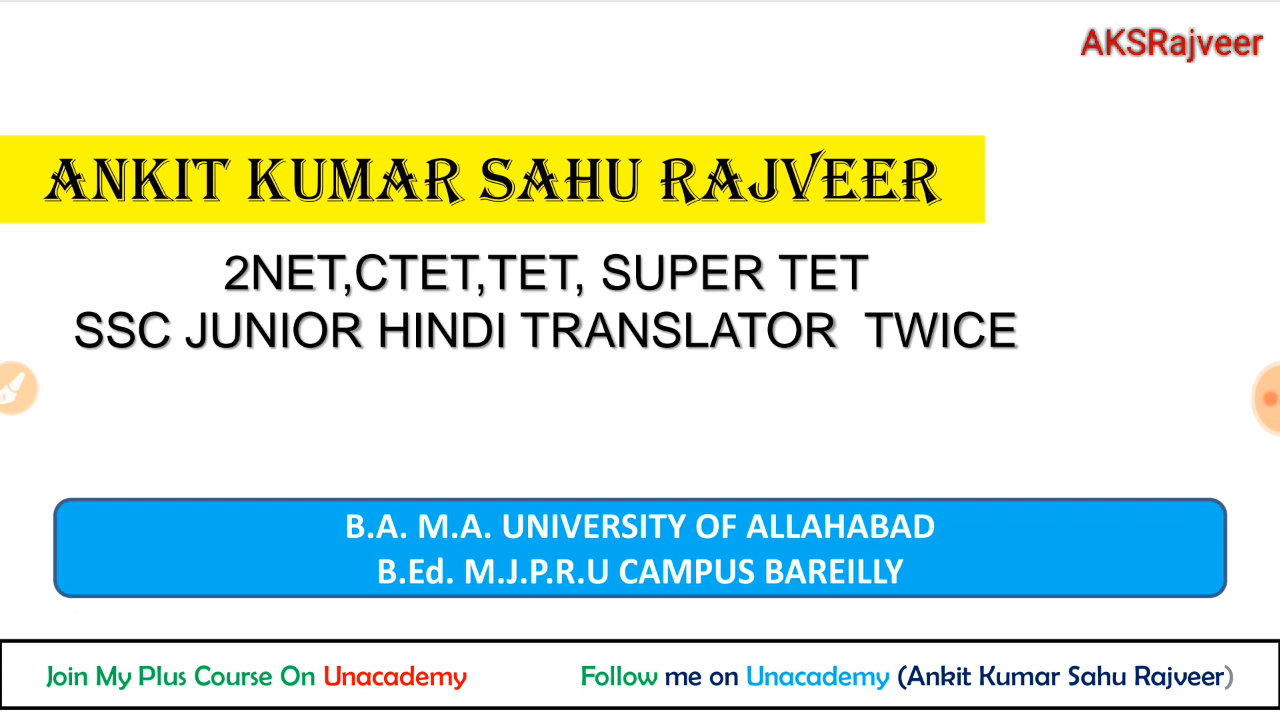 AKSRajveer
ANKIT KUMAR SAHU RAJVEER
2NET,CTET,TET, SUPER TET
SSC JUNIOR HINDI TRANSLATOR TWICE
B.A. M.A. UNIVERSITY OF ALLAHABAD
B.Ed. M.J.P.R.U CAMPUS BAREILLY
Join My Plus Course On Unacademy
Follow me on Unacademy (Ankit Kumar Sahu Rajveer)